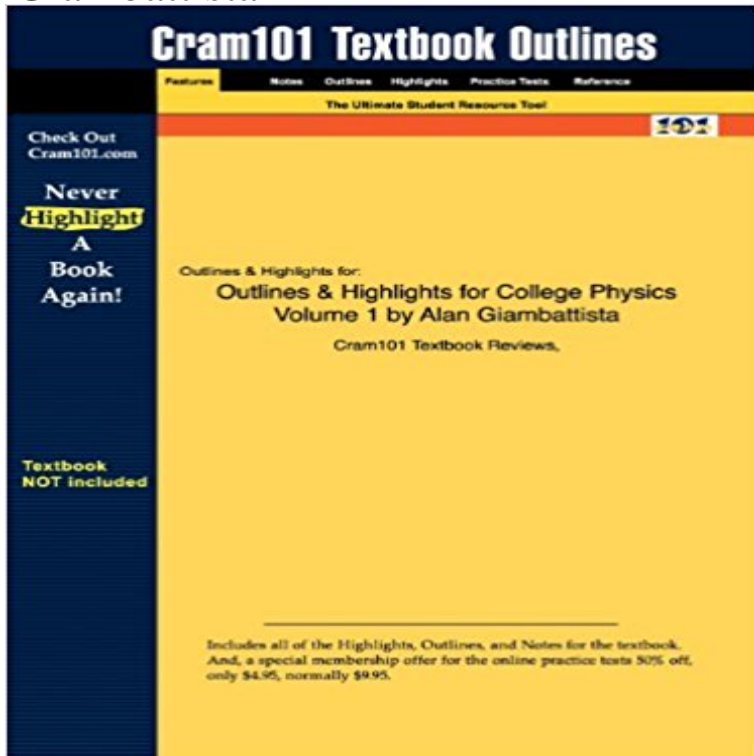 Cram101 Textbook Outlines
Features Notes Outlines Highlights Practice Tests Reference
The Ultimate Student Resource Tool
101
Check Out
Cram101.com
Never
Highlight
A
Book
Again!
Textbook
NOT included
Outlines & Highlights for:
Outlines & Highlights for College Physics
Volume 1 by Alan Giambattista
Cram101 Textbook Reviews,
Includes all of the Highlights, Outlines, and Notes for the textbook.
And, a special membership offer for the online practice tests 50% off,
only $4.95, normally $9.95.